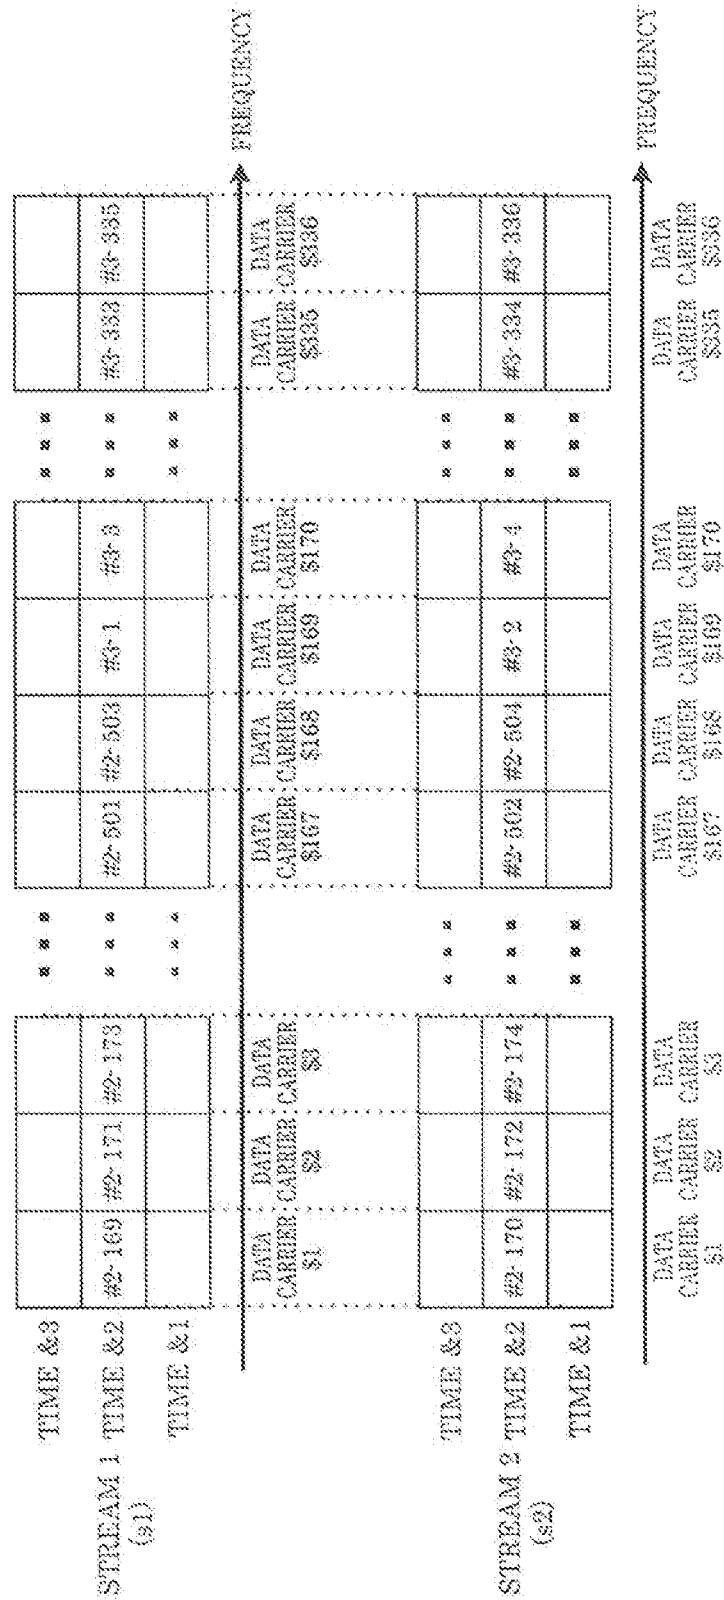 STREAM 1
(s1)
TIME &3
TIME &2
TIME &1
#2-169 #2-171 #2-173
#2-501 #2-503 #3-1 #3-3
#3-333 #3-335
FREQUENCY
DATA CARRIER $1
DATA CARRIER $2
DATA CARRIER $3
DATA CARRIER $167
DATA CARRIER $168
DATA CARRIER $169
DATA CARRIER $170
DATA CARRIER $335
DATA CARRIER $336
STREAM 2
(s2)
TIME &3
TIME &2
TIME &1
#2-170 #2-172 #2-174
#2-502 #2-504 #3-2 #3-4
#3-334 #3-336
FREQUENCY
DATA CARRIER $1
DATA CARRIER $2
DATA CARRIER $3
DATA CARRIER $167
DATA CARRIER $168
DATA CARRIER $169
DATA CARRIER $170
DATA CARRIER $335
DATA CARRIER $336